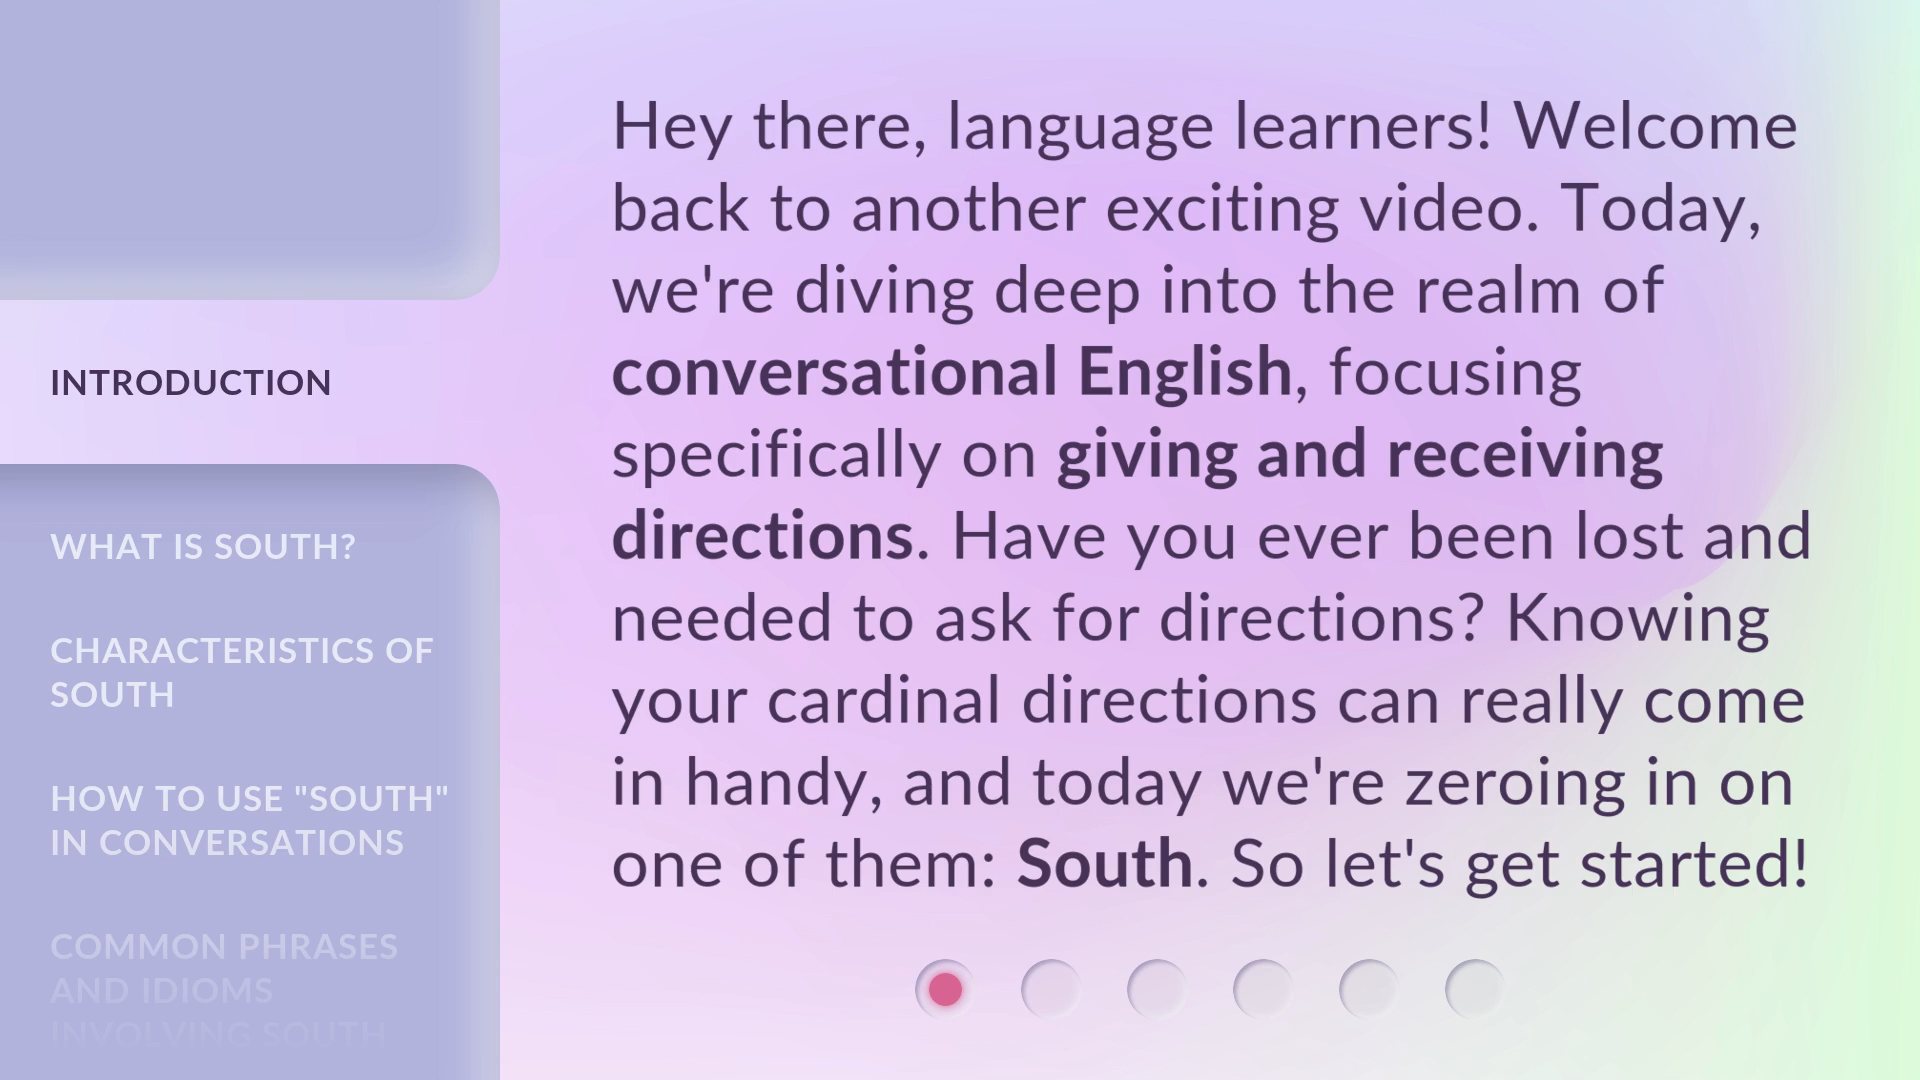 INTRODUCTION
WHAT IS SOUTH?
CHARACTERISTICS OF
SOUTH
HOW TO USE "SOUTH"
IN CONVERSATIONS
COMMON PHRASES
AND IDIOMS
INVOLVING SOUTH
Hey there, language learners! Welcome
back to another exciting video. Today,
we're diving deep into the realm of
conversational English, focusing
specifically on giving and receiving
directions. Have you ever been lost and
needed to ask for directions? Knowing
your cardinal directions can really come
in handy, and today we're zeroing in on
one of them: South. So let's get started!